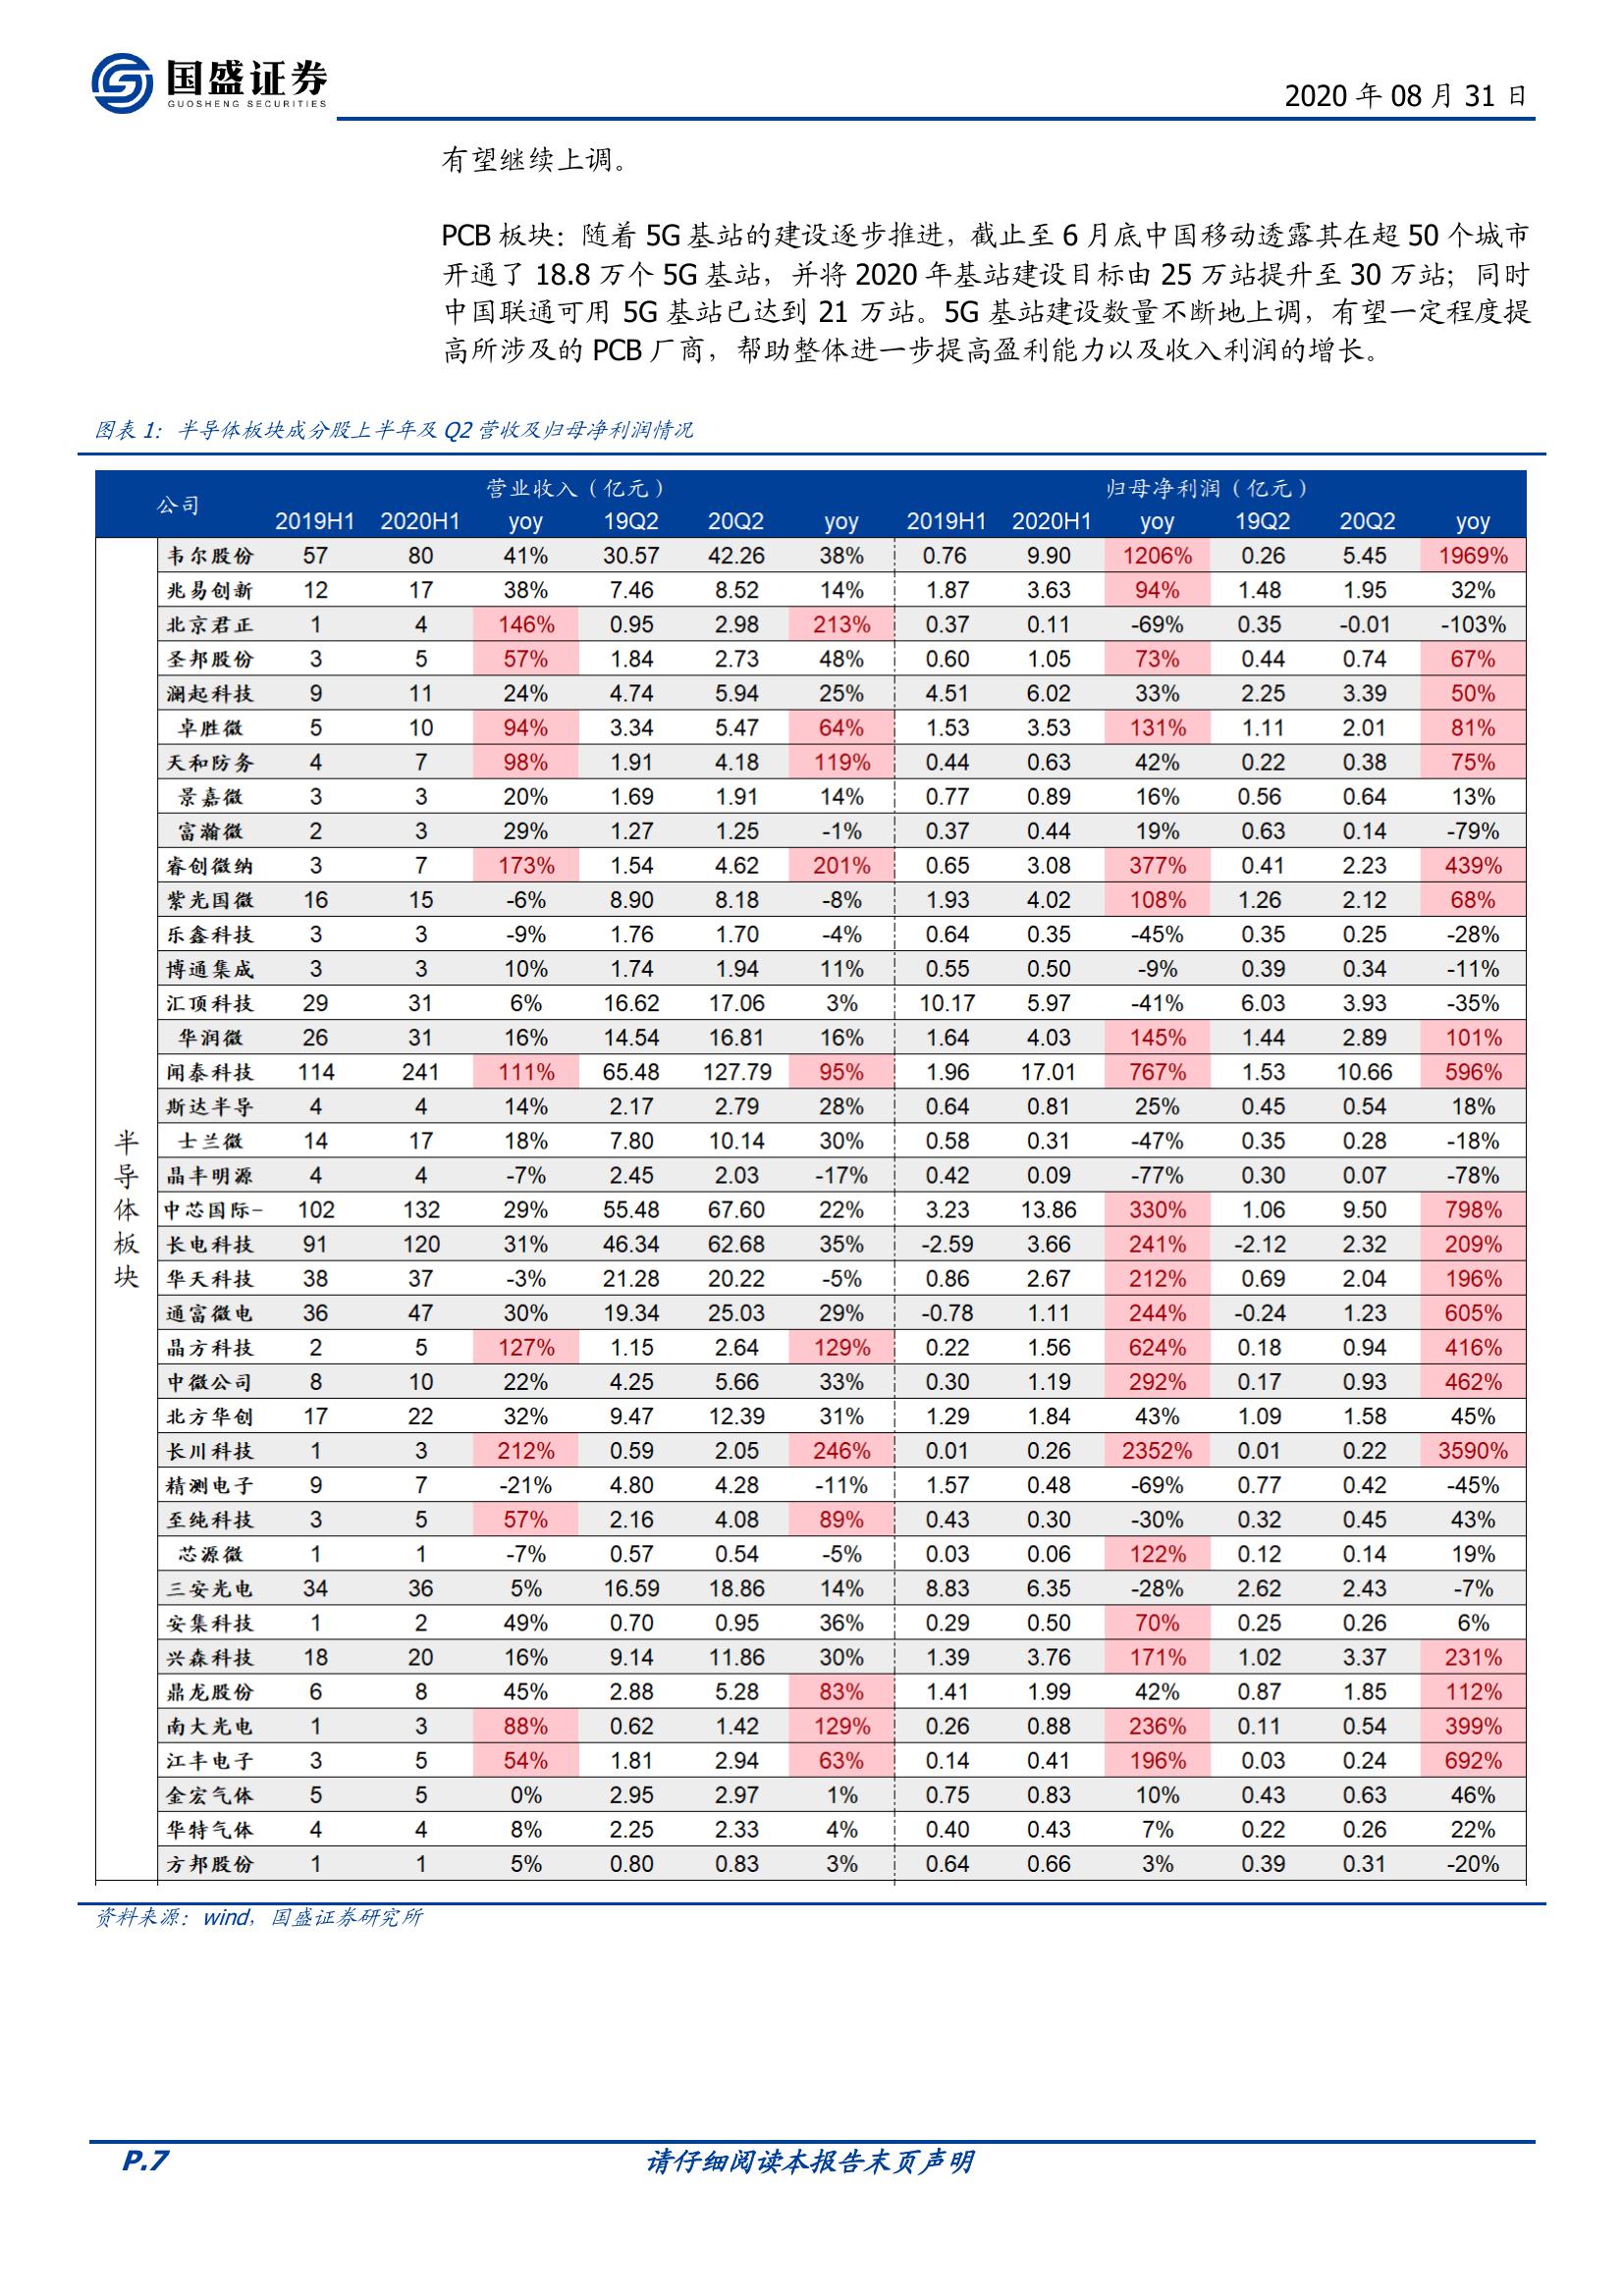 国盛证券
GUOSHENG SECURITIES
2020 年 08 月 31 日
有望继续上调。
PCB 板块：随着 5G 基站的建设逐步推进，截止至 6 月底中国移动透露其在超 50 个城市
开通了 18.8 万个 5G 基站，并将 2020 年基站建设目标由 25 万站提升至 30 万站；同时
中国联通可用 5G 基站已达到 21 万站。5G 基站建设数量不断地上调，有望一定程度提
高所涉及的 PCB 厂商，帮助整体进一步提高盈利能力以及收入利润的增长。
图表 1：半导体板块成分股上半年及 Q2 营收及归母净利润情况
公司 营业收入（亿元） 归母净利润（亿元）
2019H1 2020H1 yoy 19Q2 20Q2 yoy 2019H1 2020H1 yoy 19Q2 20Q2 yoy
半导体板块
韦尔股份 57 80 41% 30.57 42.26 38% 0.76 9.90 1206% 0.26 5.45 1969%
兆易创新 12 17 38% 7.46 8.52 14% 1.87 3.63 94% 1.48 1.95 32%
北京君正 1 4 146% 0.95 2.98 213% 0.37 0.11 -69% 0.35 -0.01 -103%
圣邦股份 3 5 57% 1.84 2.73 48% 0.60 1.05 73% 0.44 0.74 67%
澜起科技 9 11 24% 4.74 5.94 25% 4.51 6.02 33% 2.25 3.39 50%
卓胜微 5 10 94% 3.34 5.47 64% 1.53 3.53 131% 1.11 2.01 81%
天和防务 4 7 98% 1.91 4.18 119% 0.44 0.63 42% 0.22 0.38 75%
景嘉微 3 3 20% 1.69 1.91 14% 0.77 0.89 16% 0.56 0.64 13%
富瀚微 2 3 29% 1.27 1.25 -1% 0.37 0.44 19% 0.63 0.14 -79%
睿创微纳 3 7 173% 1.54 4.62 201% 0.65 3.08 377% 0.41 2.23 439%
紫光国微 16 15 -6% 8.90 8.18 -8% 1.93 4.02 108% 1.26 2.12 68%
乐鑫科技 3 3 -9% 1.76 1.70 -4% 0.64 0.35 -45% 0.35 0.25 -28%
博通集成 3 3 10% 1.74 1.94 11% 0.55 0.50 -9% 0.39 0.34 -11%
汇顶科技 29 31 6% 16.62 17.06 3% 10.17 5.97 -41% 6.03 3.93 -35%
华润微 26 31 16% 14.54 16.81 16% 1.64 4.03 145% 1.44 2.89 101%
闻泰科技 114 241 111% 65.48 127.79 95% 1.96 17.01 767% 1.53 10.66 596%
斯达半导 4 4 14% 2.17 2.79 28% 0.64 0.81 25% 0.45 0.54 18%
士兰微 14 17 18% 7.80 10.14 30% 0.58 0.31 -47% 0.35 0.28 -18%
晶丰明源 4 4 -7% 2.45 2.03 -17% 0.42 0.09 -77% 0.30 0.07 -78%
中芯国际- 102 132 29% 55.48 67.60 22% 3.23 13.86 330% 1.06 9.50 798%
长电科技 91 120 31% 46.34 62.68 35% -2.59 3.66 241% -2.12 2.32 209%
华天科技 38 37 -3% 21.28 20.22 -5% 0.86 2.67 212% 0.69 2.04 196%
通富微电 36 47 30% 19.34 25.03 29% -0.78 1.11 244% -0.24 1.23 605%
晶方科技 2 5 127% 1.15 2.64 129% 0.22 1.56 624% 0.18 0.94 416%
中微公司 8 10 22% 4.25 5.66 33% 0.30 1.19 292% 0.17 0.93 462%
北方华创 17 22 32% 9.47 12.39 31% 1.29 1.84 43% 1.09 1.58 45%
长川科技 1 3 212% 0.59 2.05 246% 0.01 0.26 2352% 0.01 0.22 3590%
精测电子 9 7 -21% 4.80 4.28 -11% 1.57 0.48 -69% 0.77 0.42 -45%
至纯科技 3 5 57% 2.16 4.08 89% 0.43 0.30 -30% 0.32 0.45 43%
芯源微 1 1 -7% 0.57 0.54 -5% 0.03 0.06 122% 0.12 0.14 19%
三安光电 34 36 5% 16.59 18.86 14% 8.83 6.35 -28% 2.62 2.43 -7%
安集科技 1 2 49% 0.70 0.95 36% 0.29 0.50 70% 0.25 0.26 6%
兴森科技 18 20 16% 9.14 11.86 30% 1.39 3.76 171% 1.02 3.37 231%
鼎龙股份 6 8 45% 2.88 5.28 83% 1.41 1.99 42% 0.87 1.85 112%
南大光电 1 3 88% 0.62 1.42 129% 0.26 0.88 236% 0.11 0.54 399%
江丰电子 3 5 54% 1.81 2.94 63% 0.14 0.41 196% 0.03 0.24 692%
金宏气体 5 5 0% 2.95 2.97 1% 0.75 0.83 10% 0.43 0.63 46%
华特气体 4 4 8% 2.25 2.33 4% 0.40 0.43 7% 0.22 0.26 22%
方邦股份 1 1 5% 0.80 0.83 3% 0.64 0.66 3% 0.39 0.31 -20%
资料来源：wind，国盛证券研究所
P.7 请仔细阅读本报告末页声明